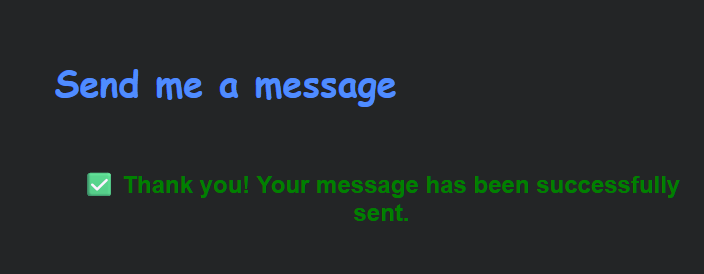 Send me a message
✅ Thank you! Your message has been successfully
sent.